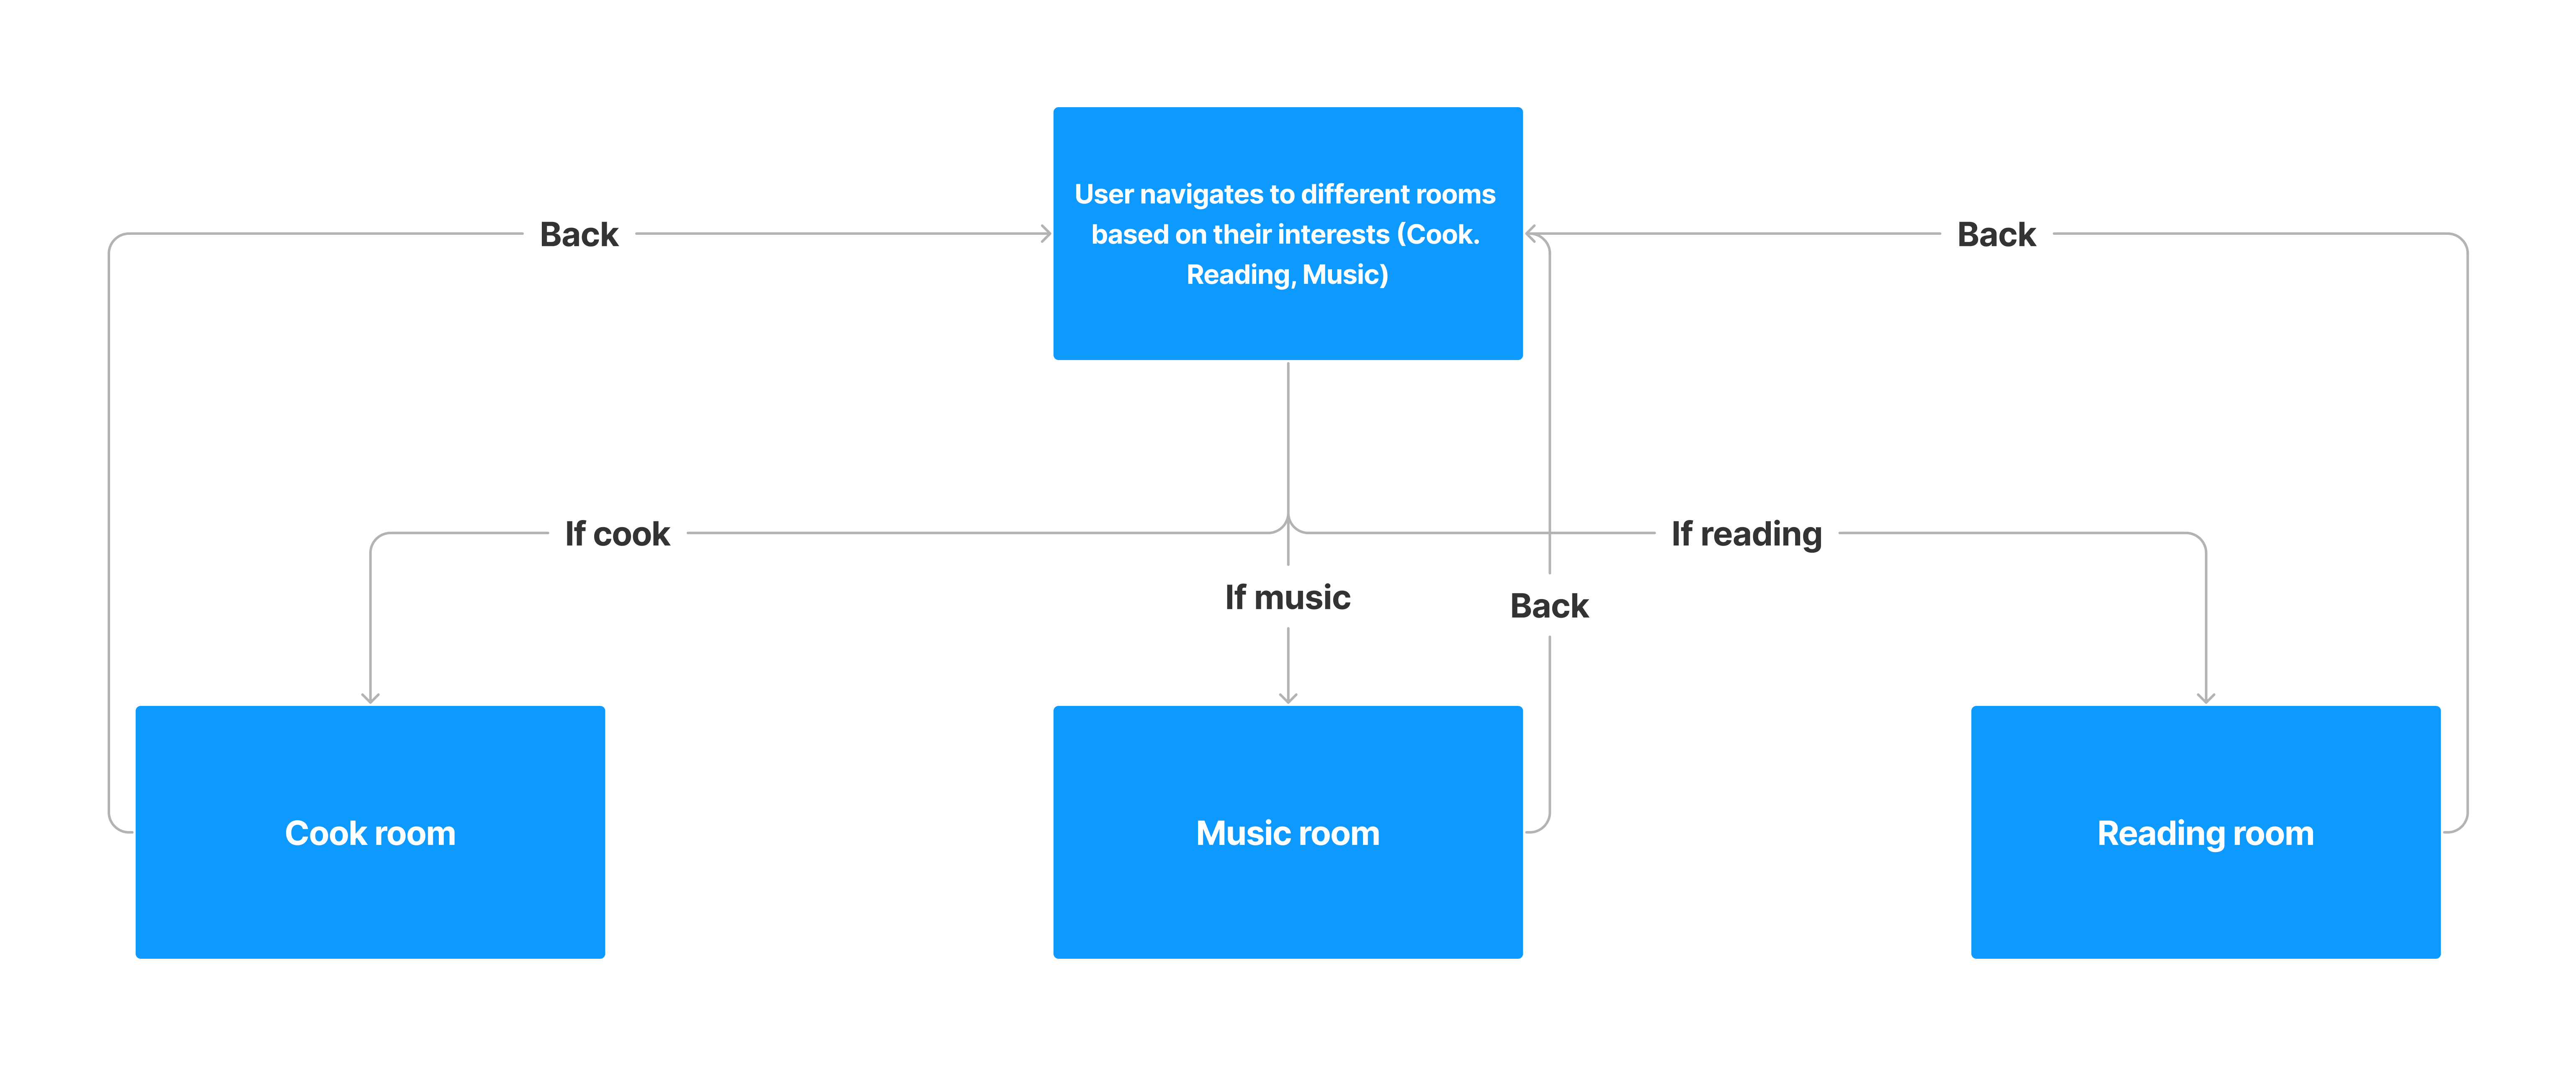 User navigates to different rooms
based on their interests (Cook.
Reading, Music)
Back
Back
If cook
If reading
If music
Back
Cook room
Music room
Reading room